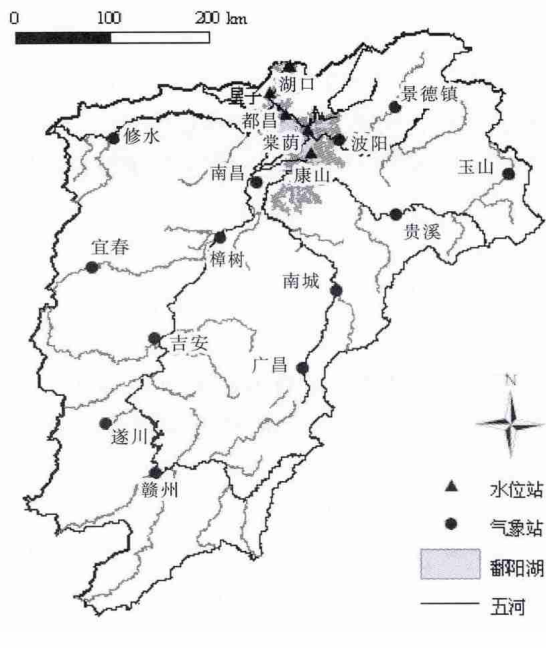 0 100 200 km
湖口
星子
景德镇
都昌
修水
棠荫
波阳
玉山
南昌
康山
贵溪
宜春
樟树
南城
吉安
广昌
N
遂川
赣州
水位站
气象站
鄱阳湖
五河